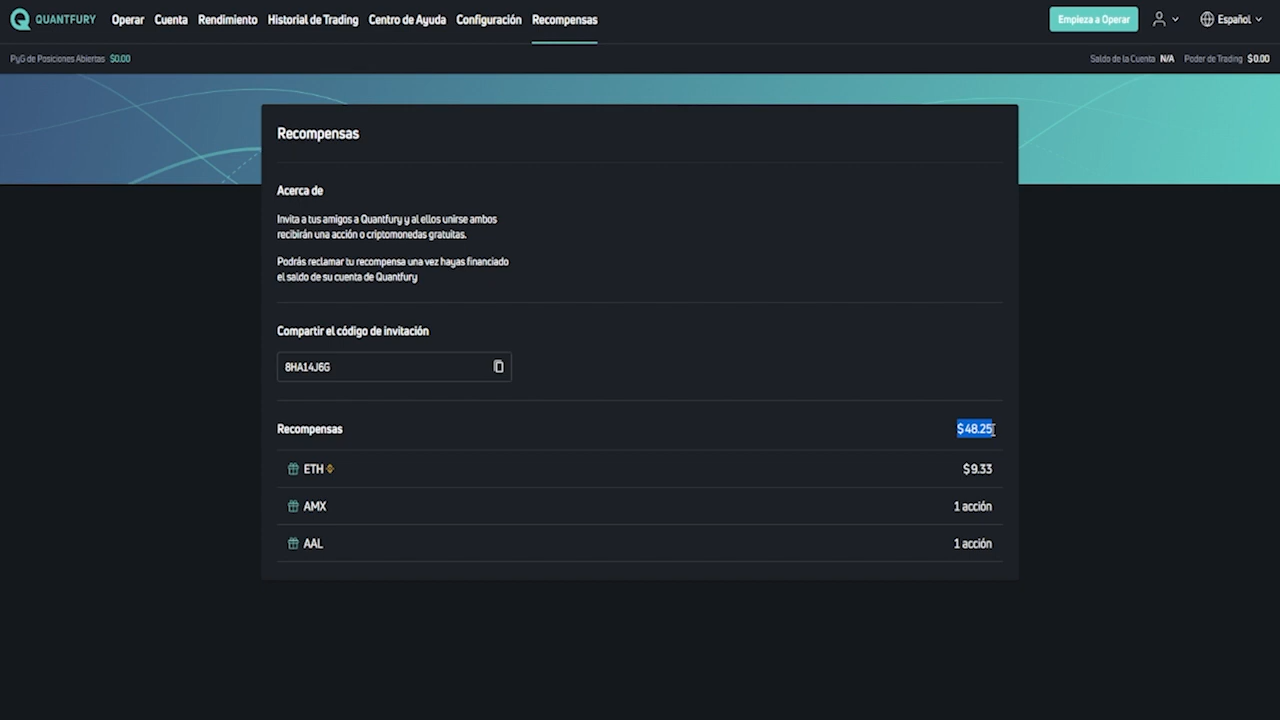 QUANTFURY Operar Cuenta Rendimiento Historial de Trading Centro de Ayuda Configuración Recompensas Empieza a Operar Español
PyG de Posiciones Abiertas $0.00 Saldo de la Cuenta N/A Poder de Trading $0.00
Recompensas
Acerca de
Invita a tus amigos a Quantfury y al ellos unirse ambos
recibirán una acción o criptomonedas gratuitas.
Podrás reclamar tu recompensa una vez hayas financiado
el saldo de su cuenta de Quantfury
Compartir el código de invitación
8HA14J6G
Recompensas $48.25
ETH $9.33
AMX 1 acción
AAL 1 acción